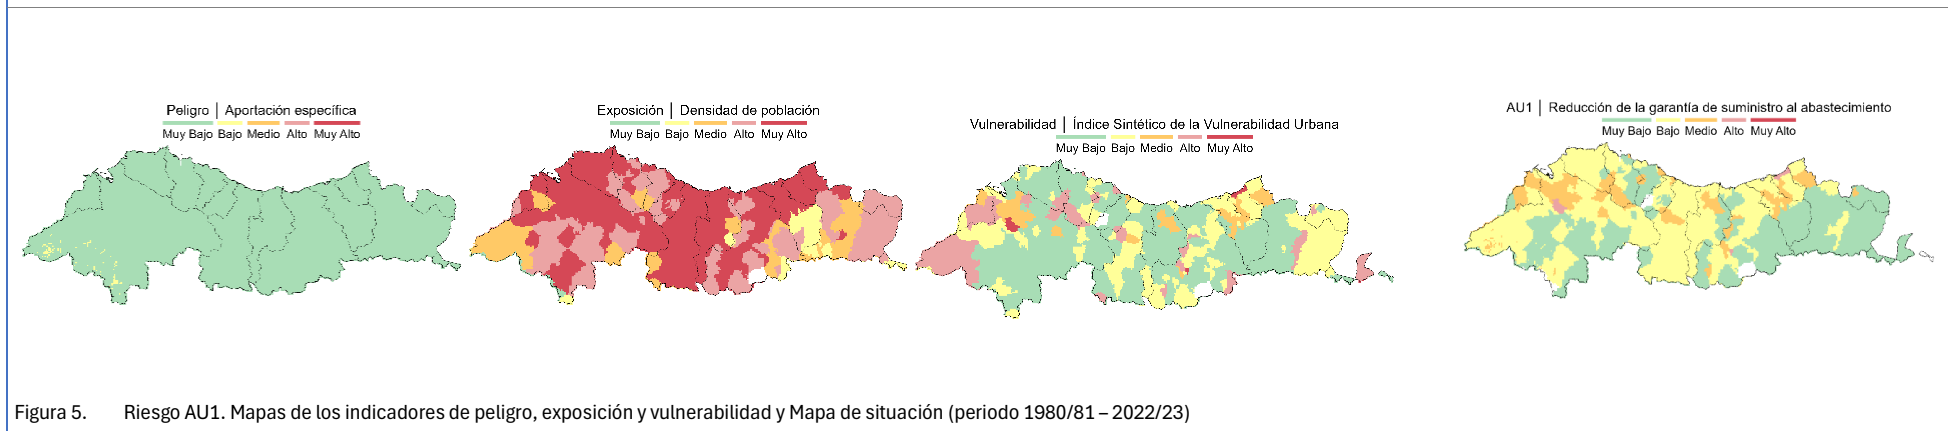 Peligro | Aportación específica
Muy Bajo Bajo Medio Alto Muy Alto
Exposición | Densidad de población
Muy Bajo Bajo Medio Alto Muy Alto
Vulnerabilidad | Índice Sintético de la Vulnerabilidad Urbana
Muy Bajo Bajo Medio Alto Muy Alto
AU1 | Reducción de la garantía de suministro al abastecimiento
Muy Bajo Bajo Medio Alto Muy Alto
Figura 5. Riesgo AU1. Mapas de los indicadores de peligro, exposición y vulnerabilidad y Mapa de situación (periodo 1980/81 – 2022/23)